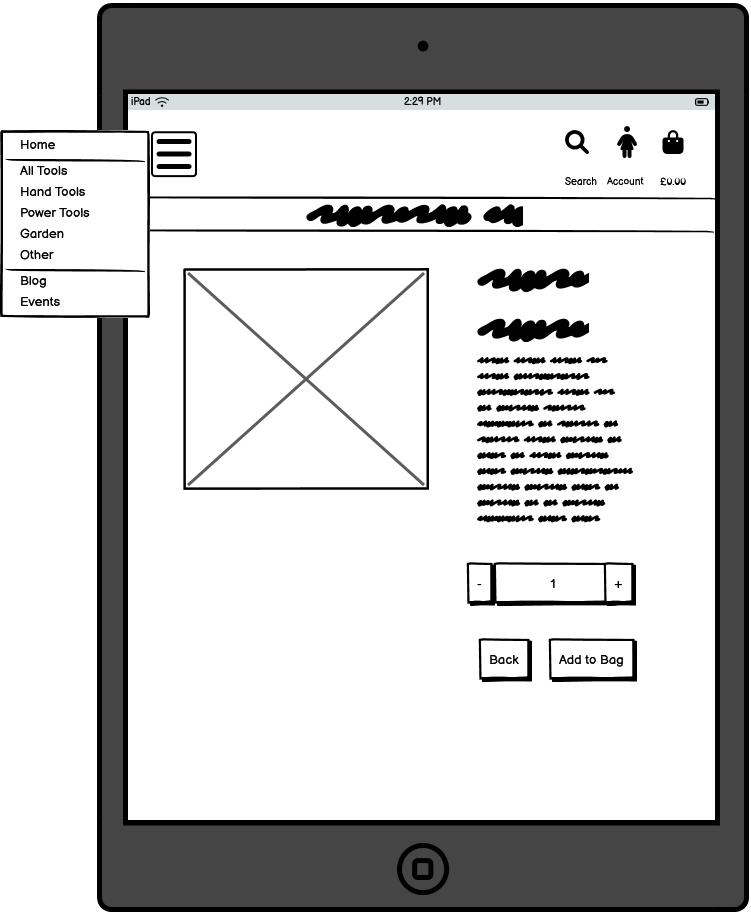 iPad 2:29 PM
Home
All Tools
Hand Tools
Power Tools
Garden
Other
Blog
Events
Search Account £0.00
- 1 +
Back Add to Bag